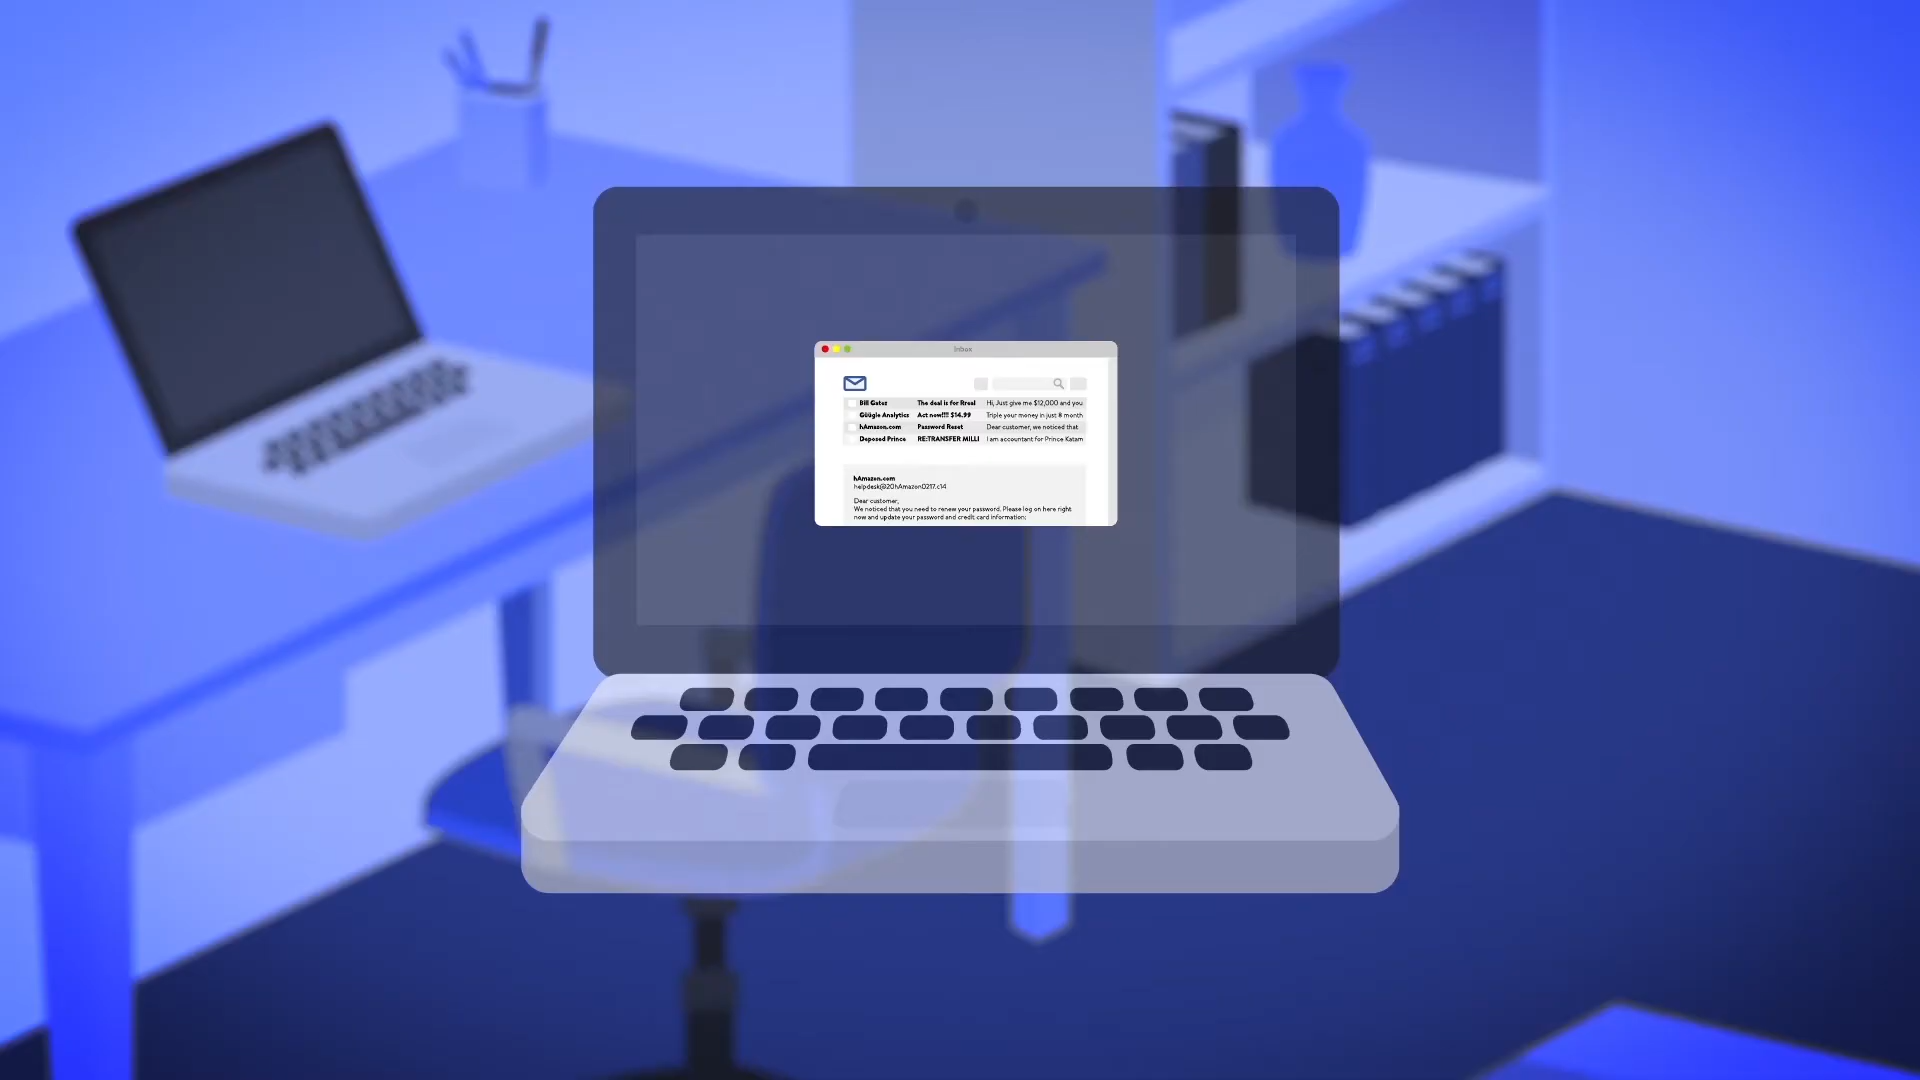 Inbox
Bill Gatez The deal is for Rreal Hi, Just give me $12,000 and you
Güügle Analytics Act now!!!! $14.99 Triple your money in just 8 month
hAmazon.com Password Reset Dear customer, we noticed that
Deposed Prince RE:TRANSFER MILLI I am accountant for Prince Katam
hAmazon.com
helpdesk@20hAmazon0217.c14
Dear customer,
We noticed that you need to renew your password. Please log on here right
now and update your password and credit card information: